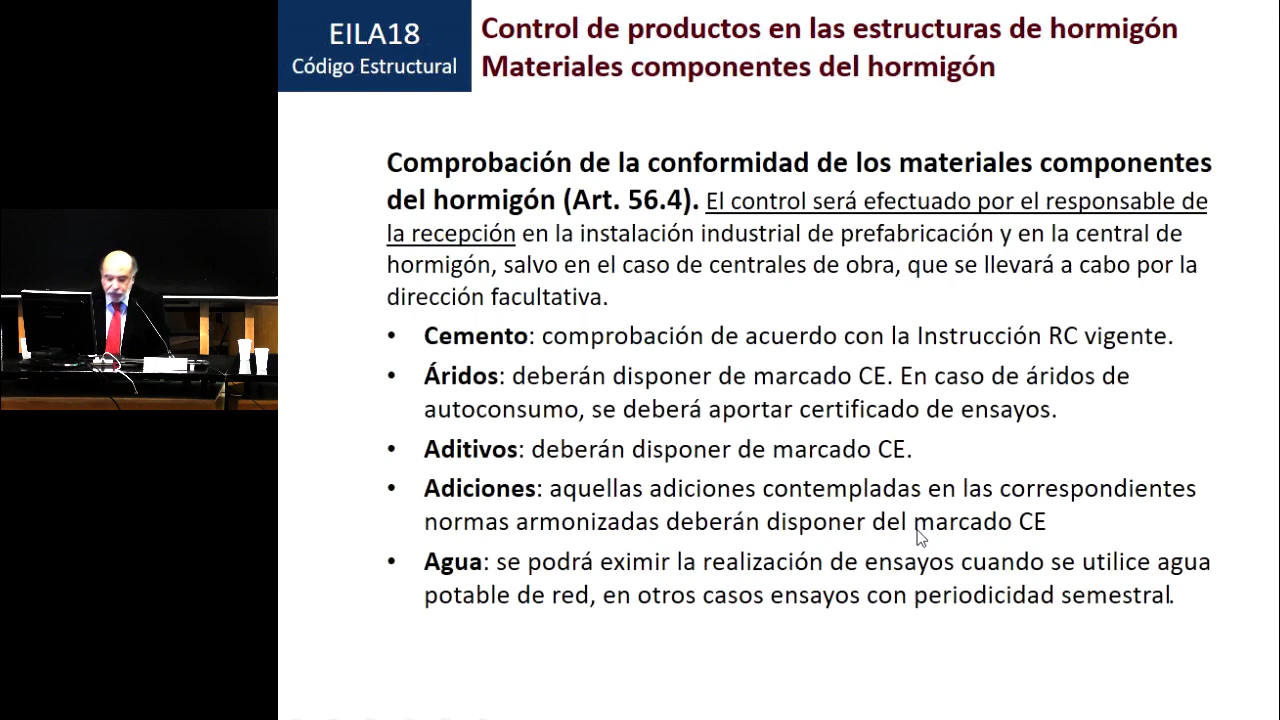 EILA18
Código Estructural
Control de productos en las estructuras de hormigón
Materiales componentes del hormigón
Comprobación de la conformidad de los materiales componentes
del hormigón (Art. 56.4). El control será efectuado por el responsable de
la recepción en la instalación industrial de prefabricación y en la central de
hormigón, salvo en el caso de centrales de obra, que se llevará a cabo por la
dirección facultativa.
• Cemento: comprobación de acuerdo con la Instrucción RC vigente.
• Áridos: deberán disponer de marcado CE. En caso de áridos de
autoconsumo, se deberá aportar certificado de ensayos.
• Aditivos: deberán disponer de marcado CE.
• Adiciones: aquellas adiciones contempladas en las correspondientes
normas armonizadas deberán disponer del marcado CE
• Agua: se podrá eximir la realización de ensayos cuando se utilice agua
potable de red, en otros casos ensayos con periodicidad semestral.